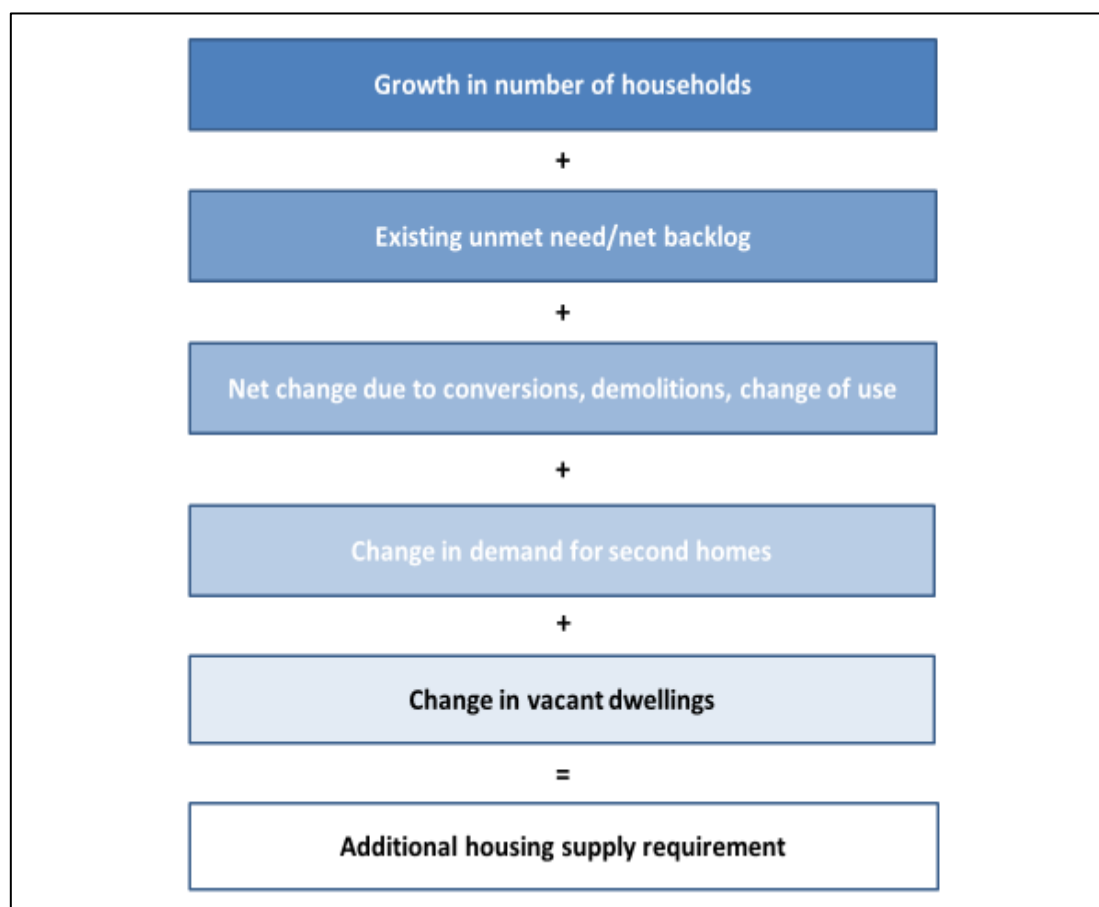 Growth in number of households
+
Existing unmet need/net backlog
+
Net change due to conversions, demolitions, change of use
+
Change in demand for second homes
+
Change in vacant dwellings
=
Additional housing supply requirement